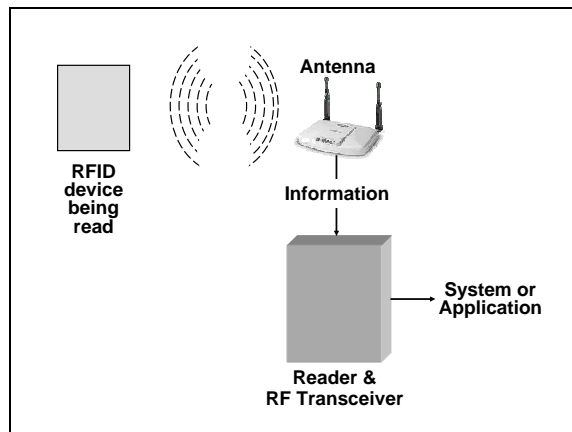 Antenna
RFID
device
being
read
Information
System or
Application
Reader &
RF Transceiver